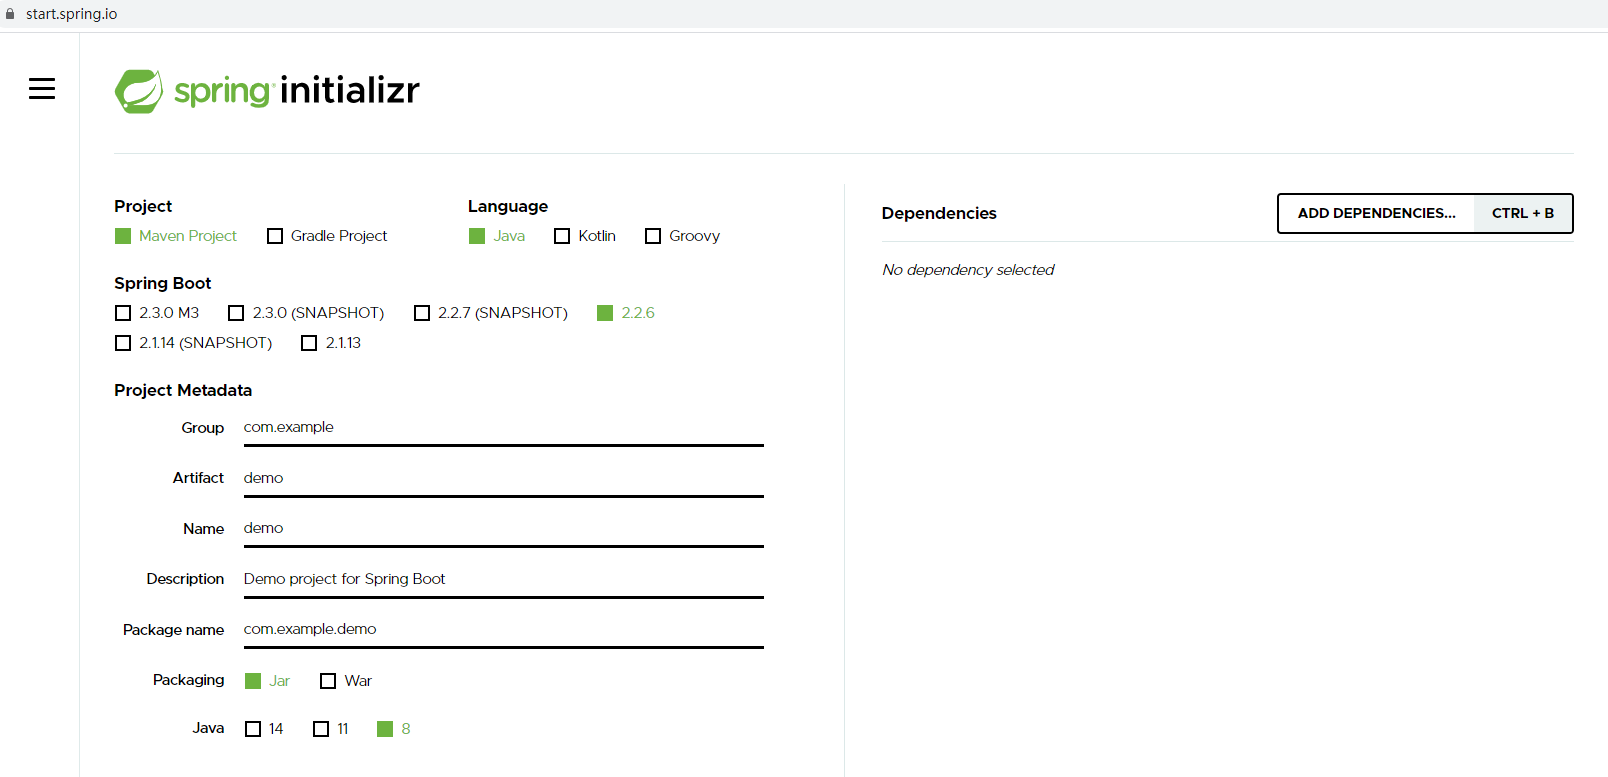 start.spring.io
spring initializr
Project
Maven Project Gradle Project
Language
Java Kotlin Groovy
Spring Boot
2.3.0 M3 2.3.0 (SNAPSHOT) 2.2.7 (SNAPSHOT) 2.2.6
2.1.14 (SNAPSHOT) 2.1.13
Project Metadata
Group com.example
Artifact demo
Name demo
Description Demo project for Spring Boot
Package name com.example.demo
Packaging Jar War
Java 14 11 8
Dependencies ADD DEPENDENCIES... CTRL + B
No dependency selected